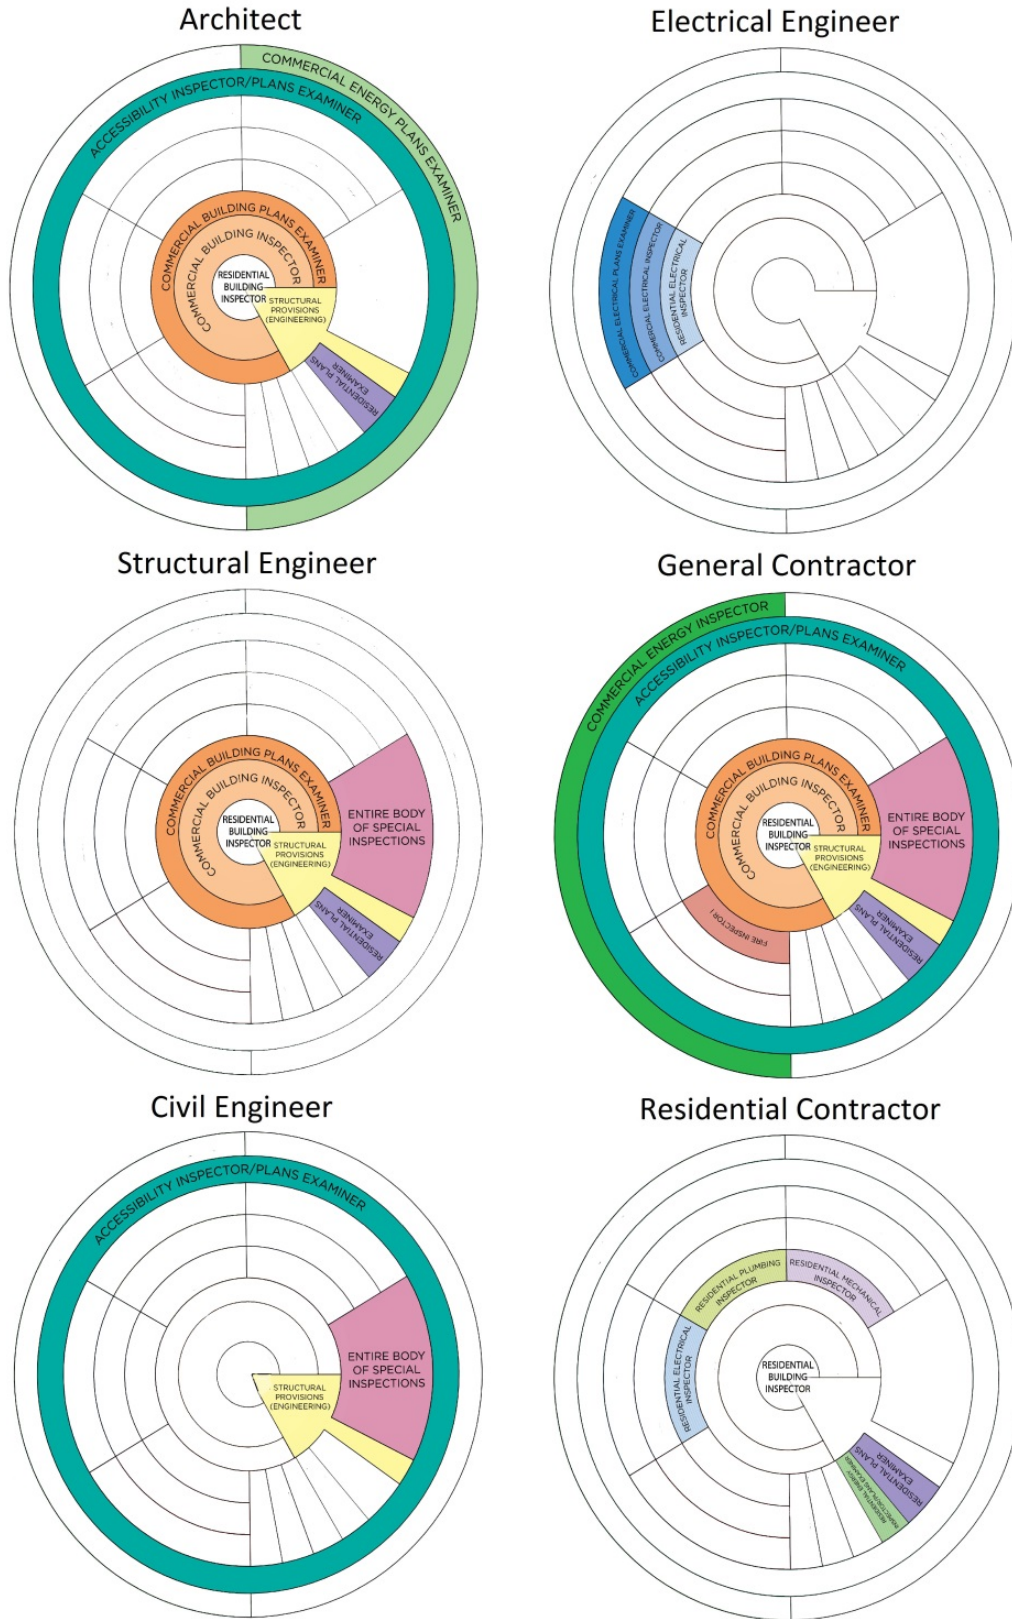 Architect
COMMERCIAL ENERGY PLANS EXAMINER
ACCESSIBILITY INSPECTOR/PLANS EXAMINER
COMMERCIAL BUILDING PLANS EXAMINER
COMMERCIAL BUILDING INSPECTOR
RESIDENTIAL
BUILDING
INSPECTOR
STRUCTURAL
PROVISIONS
(ENGINEERING)
RESIDENTIAL PLANS
EXAMINER
Electrical Engineer
COMMERCIAL ELECTRICAL PLANS EXAMINER
COMMERCIAL ELECTRICAL INSPECTOR
RESIDENTIAL ELECTRICAL
INSPECTOR
Structural Engineer
COMMERCIAL BUILDING PLANS EXAMINER
COMMERCIAL BUILDING INSPECTOR
RESIDENTIAL
BUILDING
INSPECTOR
STRUCTURAL
PROVISIONS
(ENGINEERING)
ENTIRE BODY
OF SPECIAL
INSPECTIONS
RESIDENTIAL PLANS
EXAMINER
General Contractor
COMMERCIAL ENERGY INSPECTOR
ACCESSIBILITY INSPECTOR/PLANS EXAMINER
COMMERCIAL BUILDING PLANS EXAMINER
COMMERCIAL BUILDING INSPECTOR
RESIDENTIAL
BUILDING
INSPECTOR
STRUCTURAL
PROVISIONS
(ENGINEERING)
ENTIRE BODY
OF SPECIAL
INSPECTIONS
RESIDENTIAL PLANS
EXAMINER
FIRE INSPECTOR I
Civil Engineer
ACCESSIBILITY INSPECTOR/PLANS EXAMINER
ENTIRE BODY
OF SPECIAL
INSPECTIONS
STRUCTURAL
PROVISIONS
(ENGINEERING)
Residential Contractor
RESIDENTIAL PLUMBING
INSPECTOR
RESIDENTIAL MECHANICAL
INSPECTOR
RESIDENTIAL ELECTRICAL
INSPECTOR
RESIDENTIAL
BUILDING
INSPECTOR
RESIDENTIAL PLANS
EXAMINER
RESIDENTIAL ENERGY
INSPECTOR/PLANS EXAMINER